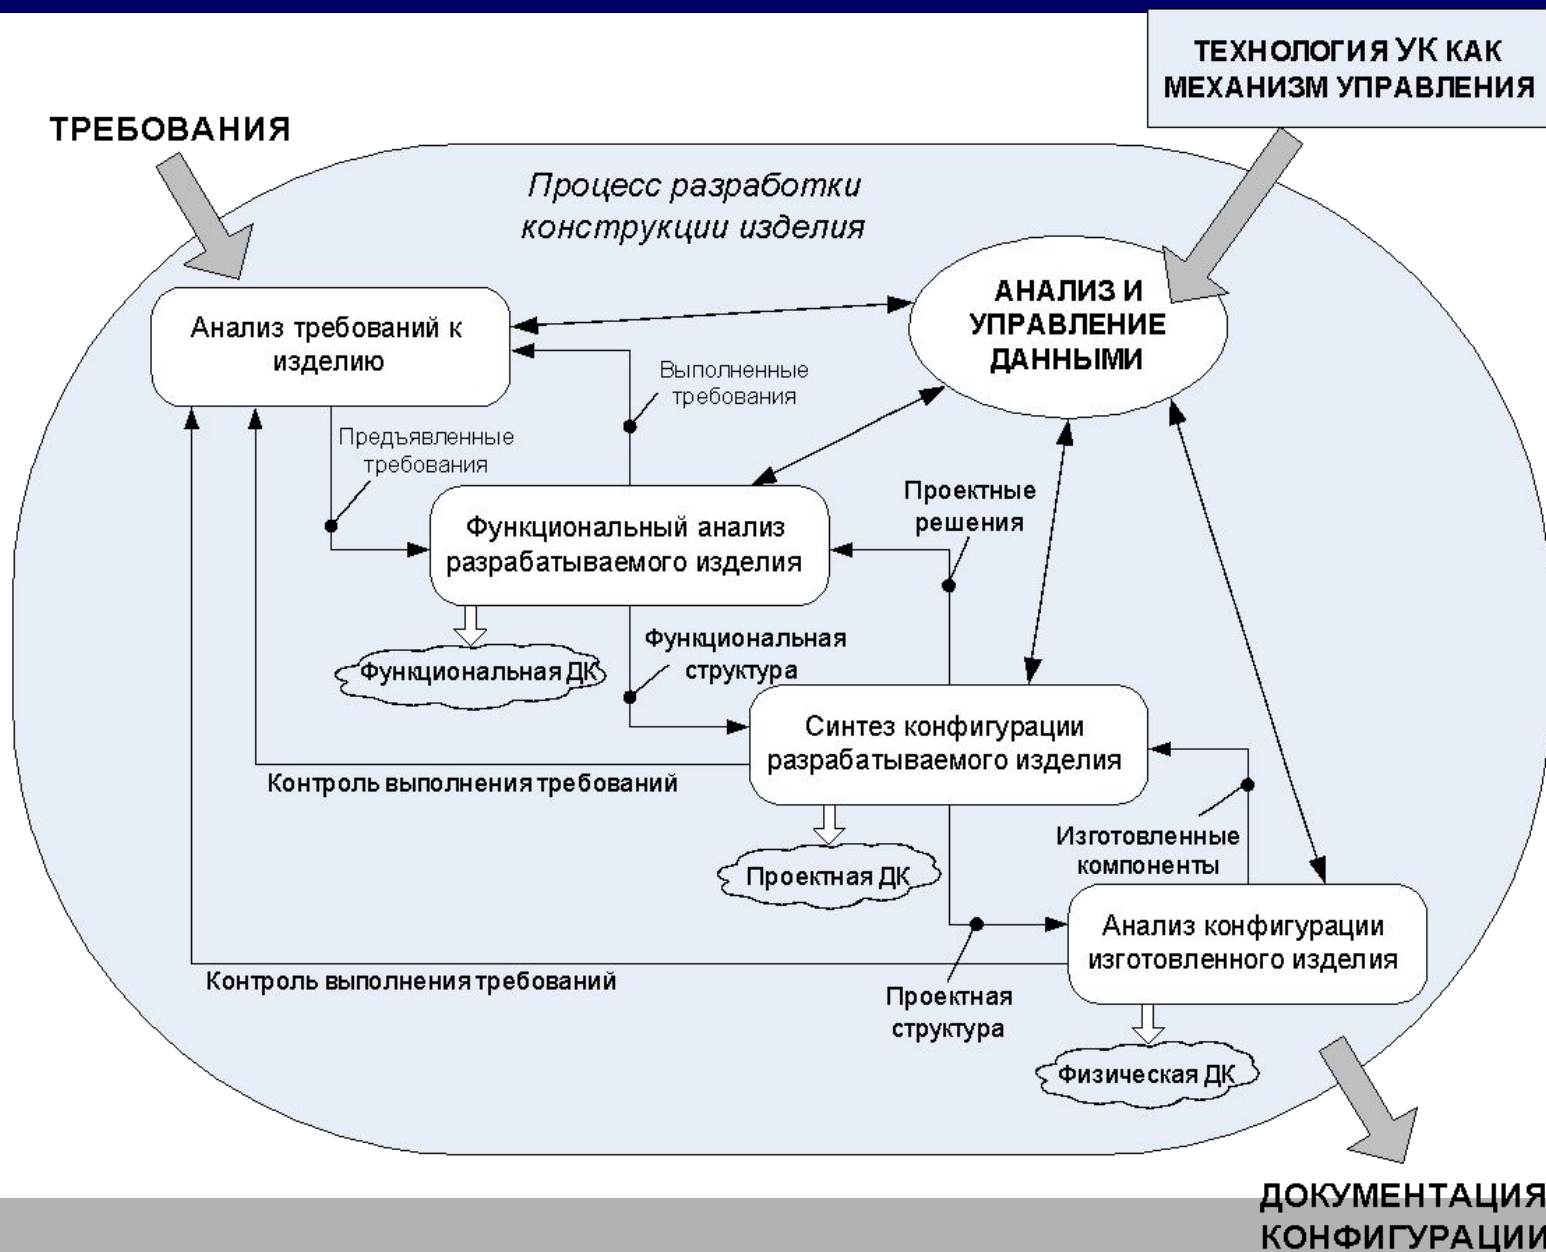 ТЕХНОЛОГИЯ УК КАК
МЕХАНИЗМ УПРАВЛЕНИЯ
ТРЕБОВАНИЯ
Процесс разработки
конструкции изделия
АНАЛИЗ И
УПРАВЛЕНИЕ
ДАННЫМИ
Анализ требований к
изделию
Выполненные
требования
Предъявленные
требования
Проектные
решения
Функциональный анализ
разрабатываемого изделия
Функциональная
структура
Функциональная ДК
Синтез конфигурации
разрабатываемого изделия
Контроль выполнения требований
Изготовленные
компоненты
Проектная ДК
Анализ конфигурации
изготовленного изделия
Контроль выполнения требований
Проектная
структура
Физическая ДК
ДОКУМЕНТАЦИЯ
КОНФИГУРАЦИИ